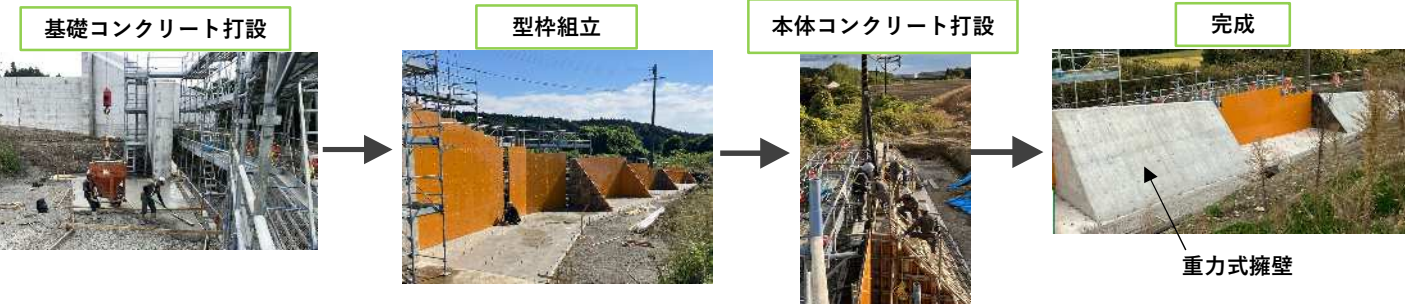 基礎コンクリート打設
型枠組立
本体コンクリート打設
完成
重力式擁壁